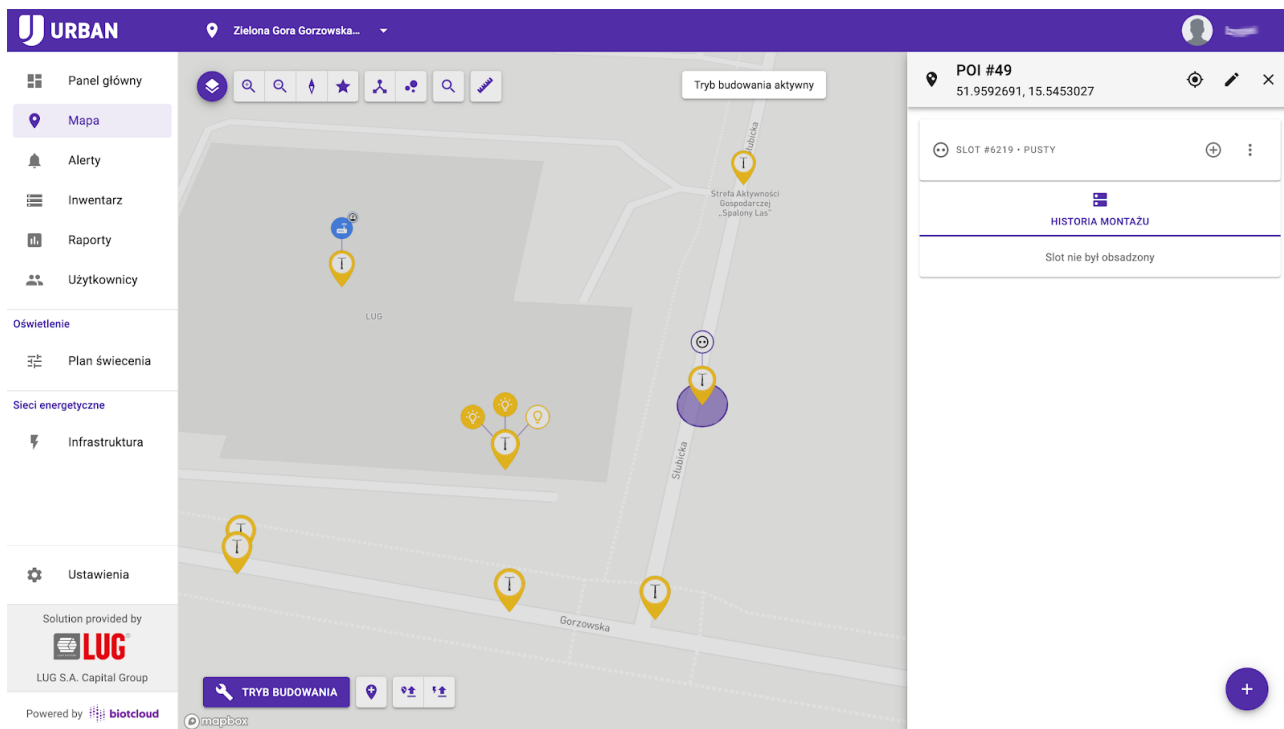 URBAN
Zielona Gora Gorzowska...
Panel główny
Mapa
Alerty
Inwentarz
Raporty
Użytkownicy
Oświetlenie
Plan świecenia
Sieci energetyczne
Infrastruktura
Ustawienia
Solution provided by
LUG
LUG S.A. Capital Group
Powered by biotcloud
Tryb budowania aktywny
Słubicka
Strefa Aktywności
Gospodarczej
„Spalony Las”
LUG
Słubicka
Gorzowska
TRYB BUDOWANIA
mapbox
POI #49
51.9592691, 15.5453027
SLOT #6219 • PUSTY
HISTORIA MONTAŻU
Slot nie był obsadzony